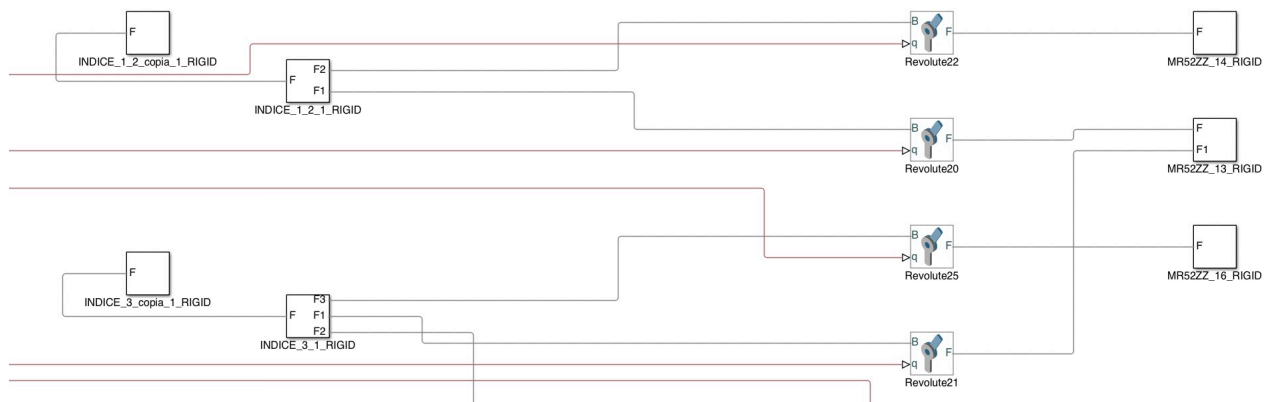 F
INDICE_1_2_copia_1_RIGID
F
F2
F1
INDICE_1_2_1_RIGID
B
q
F
Revolute22
F
MR52ZZ_14_RIGID
B
q
F
Revolute20
F
F1
MR52ZZ_13_RIGID
B
q
F
Revolute25
F
MR52ZZ_16_RIGID
F
INDICE_3_copia_1_RIGID
F
F3
F1
F2
INDICE_3_1_RIGID
B
q
F
Revolute21